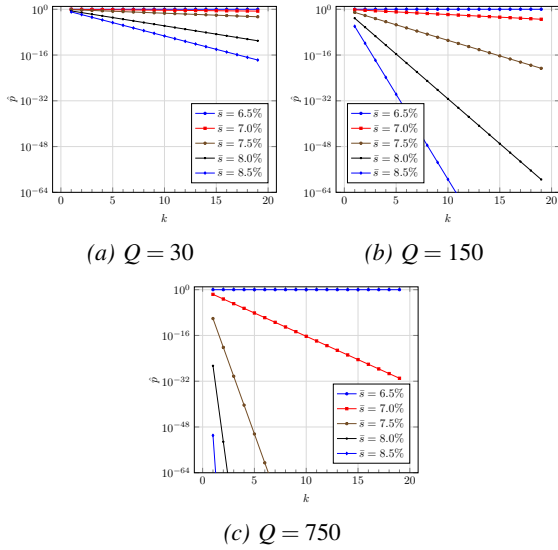 10^0
10^−16
10^−32
10^−48
10^−64
p̂
s̄ = 6.5%
s̄ = 7.0%
s̄ = 7.5%
s̄ = 8.0%
s̄ = 8.5%
0 5 10 15 20
k
(a) Q = 30
10^0
10^−16
10^−32
10^−48
10^−64
p̂
s̄ = 6.5%
s̄ = 7.0%
s̄ = 7.5%
s̄ = 8.0%
s̄ = 8.5%
0 5 10 15 20
k
(b) Q = 150
10^0
10^−16
10^−32
10^−48
10^−64
p̂
s̄ = 6.5%
s̄ = 7.0%
s̄ = 7.5%
s̄ = 8.0%
s̄ = 8.5%
0 5 10 15 20
k
(c) Q = 750